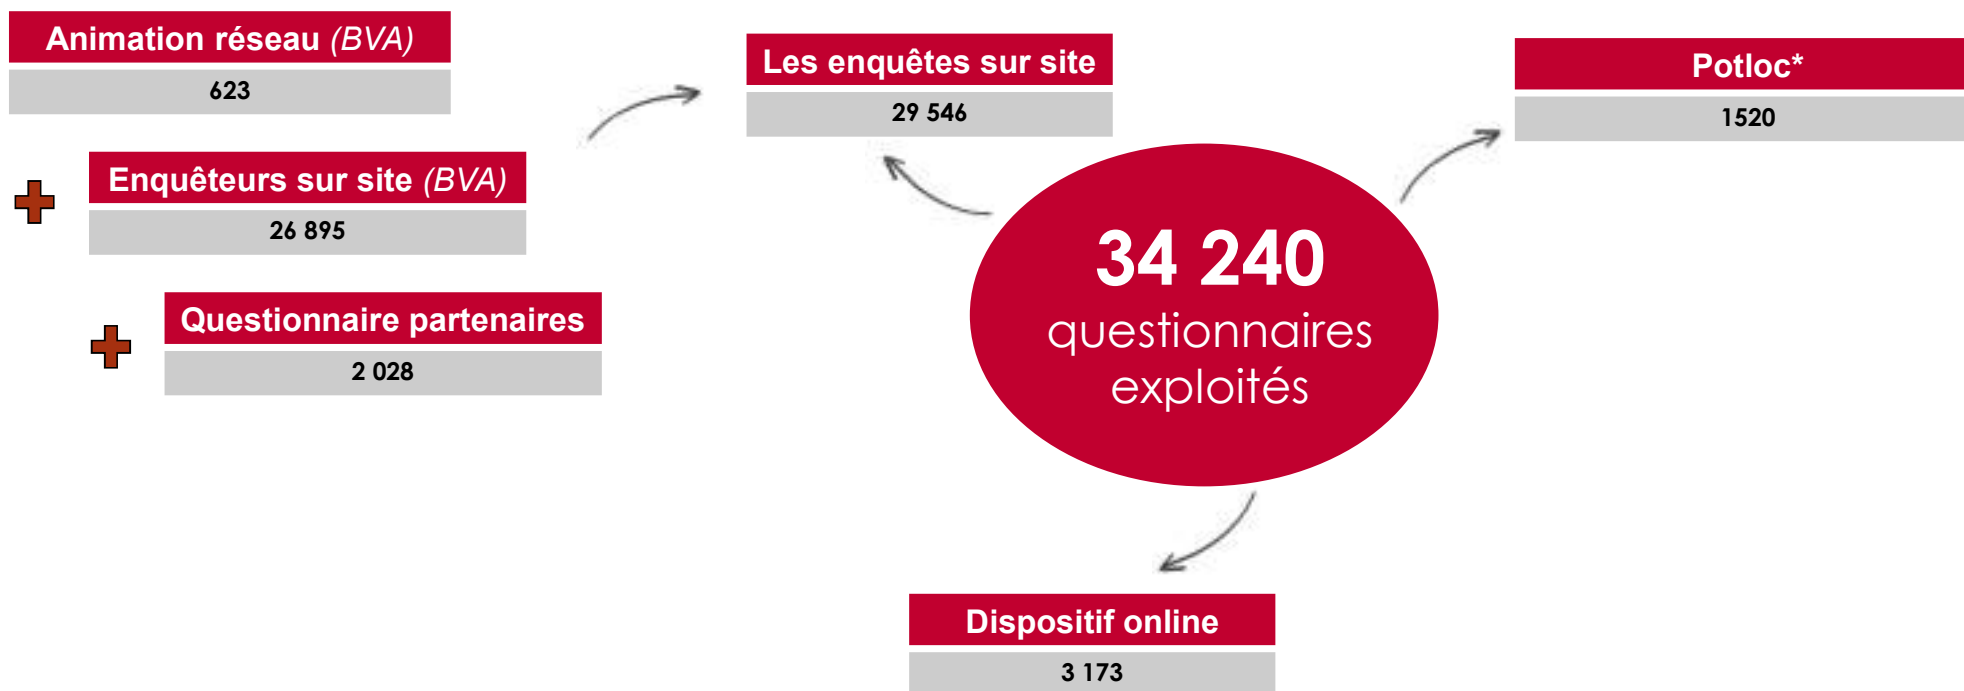 Animation réseau (BVA)
623
Enquêteurs sur site (BVA)
26 895
Questionnaire partenaires
2 028
Les enquêtes sur site
29 546
Potloc*
1520
34 240
questionnaires
exploités
Dispositif online
3 173